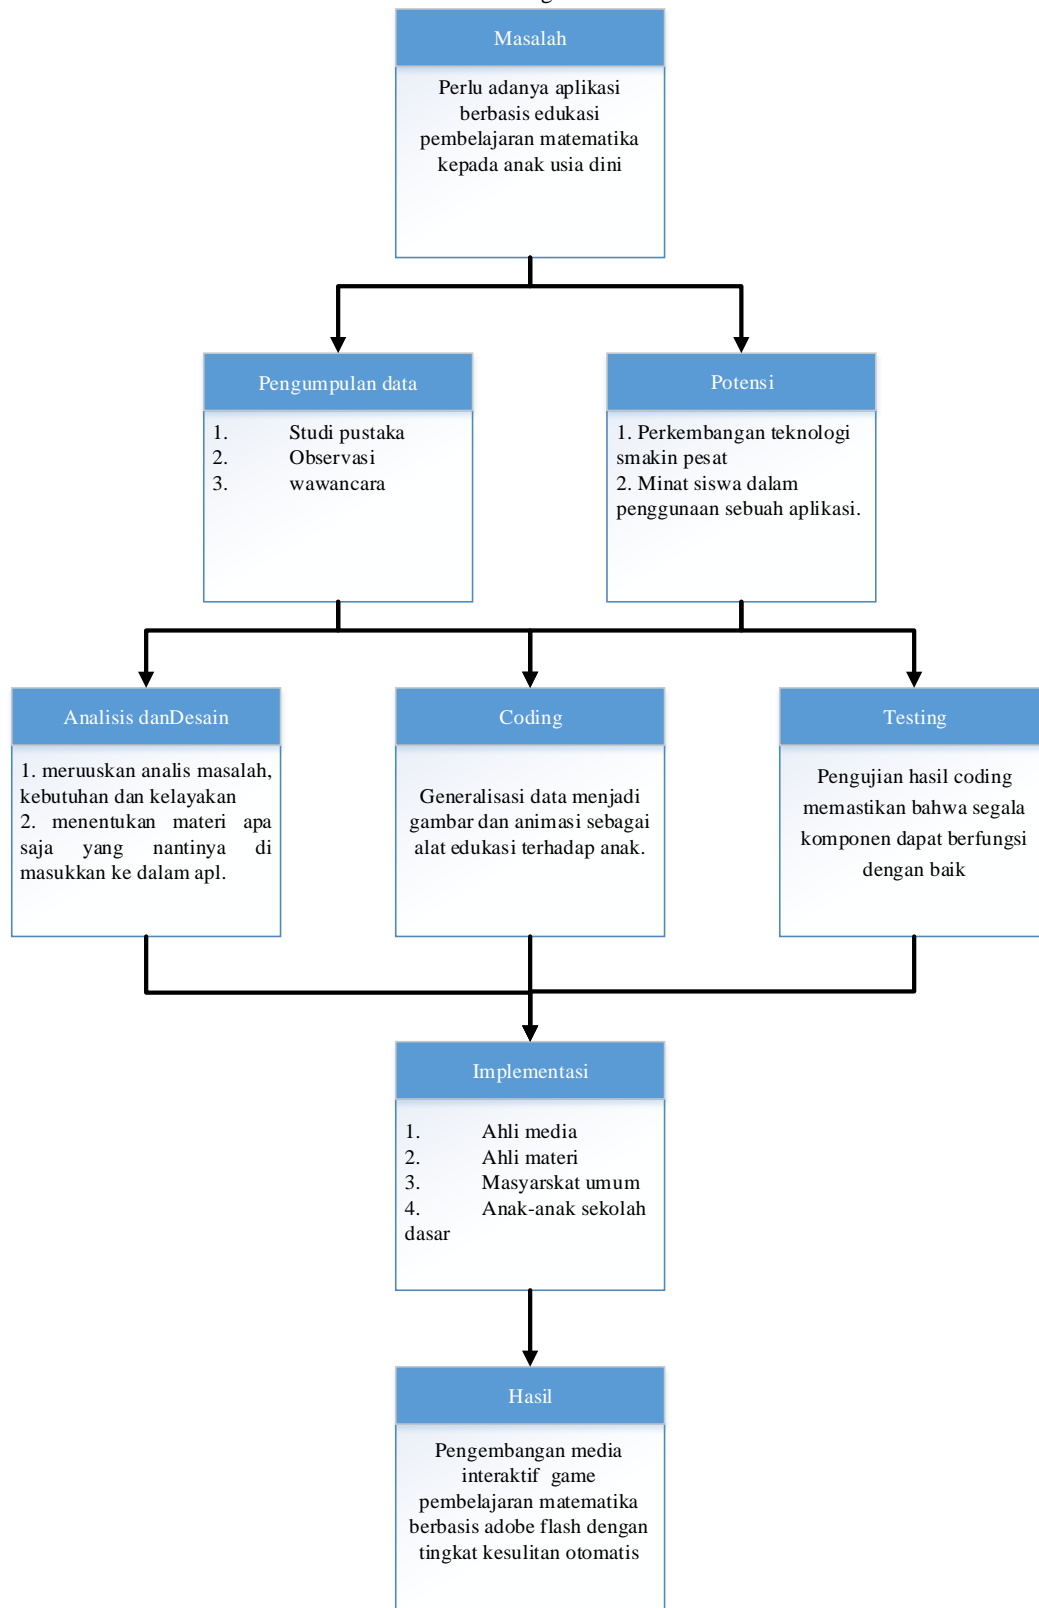 Masalah
Perlu adanya aplikasi
berbasis edukasi
pembelajaran matematika
kepada anak usia dini
Pengumpulan data
1. Studi pustaka
2. Observasi
3. wawancara
Potensi
1. Perkembangan teknologi
smakin pesat
2. Minat siswa dalam
penggunaan sebuah aplikasi.
Analisis danDesain
1. meruuskan analis masalah,
kebutuhan dan kelayakan
2. menentukan materi apa
saja yang nantinya di
masukkan ke dalam apl.
Coding
Generalisasi data menjadi
gambar dan animasi sebagai
alat edukasi terhadap anak.
Testing
Pengujian hasil coding
memastikan bahwa segala
komponen dapat berfungsi
dengan baik
Implementasi
1. Ahli media
2. Ahli materi
3. Masyarskat umum
4. Anak-anak sekolah
dasar
Hasil
Pengembangan media
interaktif game
pembelajaran matematika
berbasis adobe flash dengan
tingkat kesulitan otomatis